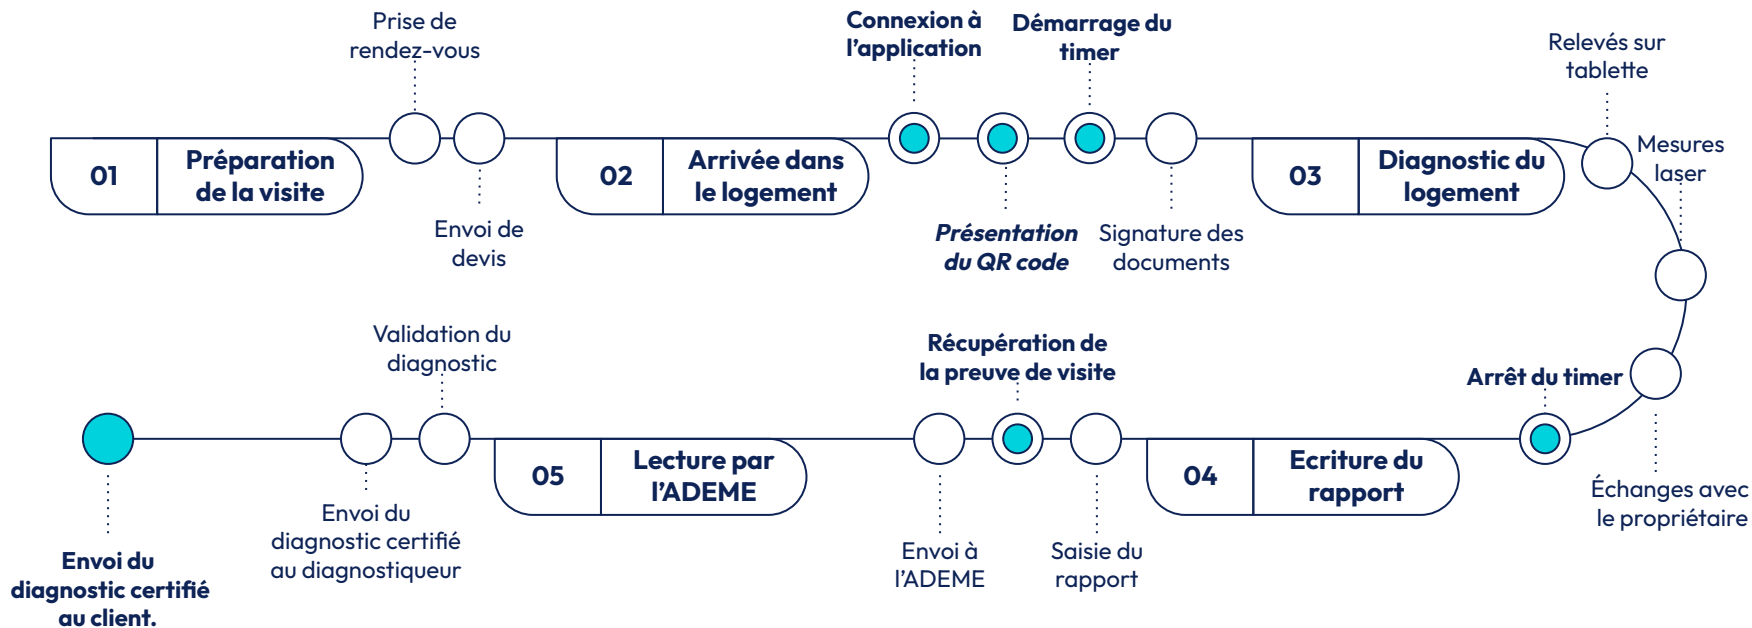 01
Préparation
de la visite
Prise de
rendez-vous
Envoi de
devis
02
Arrivée dans
le logement
Connexion à
l’application
Présentation
du QR code
Démarrage du
timer
Signature des
documents
03
Diagnostic du
logement
Relevés sur
tablette
Mesures
laser
Échanges avec
le propriétaire
Arrêt du timer
04
Ecriture du
rapport
Saisie du
rapport
Récupération de
la preuve de visite
Envoi à
l’ADEME
05
Lecture par
l’ADEME
Validation du
diagnostic
Envoi du
diagnostic certifié
au diagnostiqueur
Envoi du
diagnostic certifié
au client.